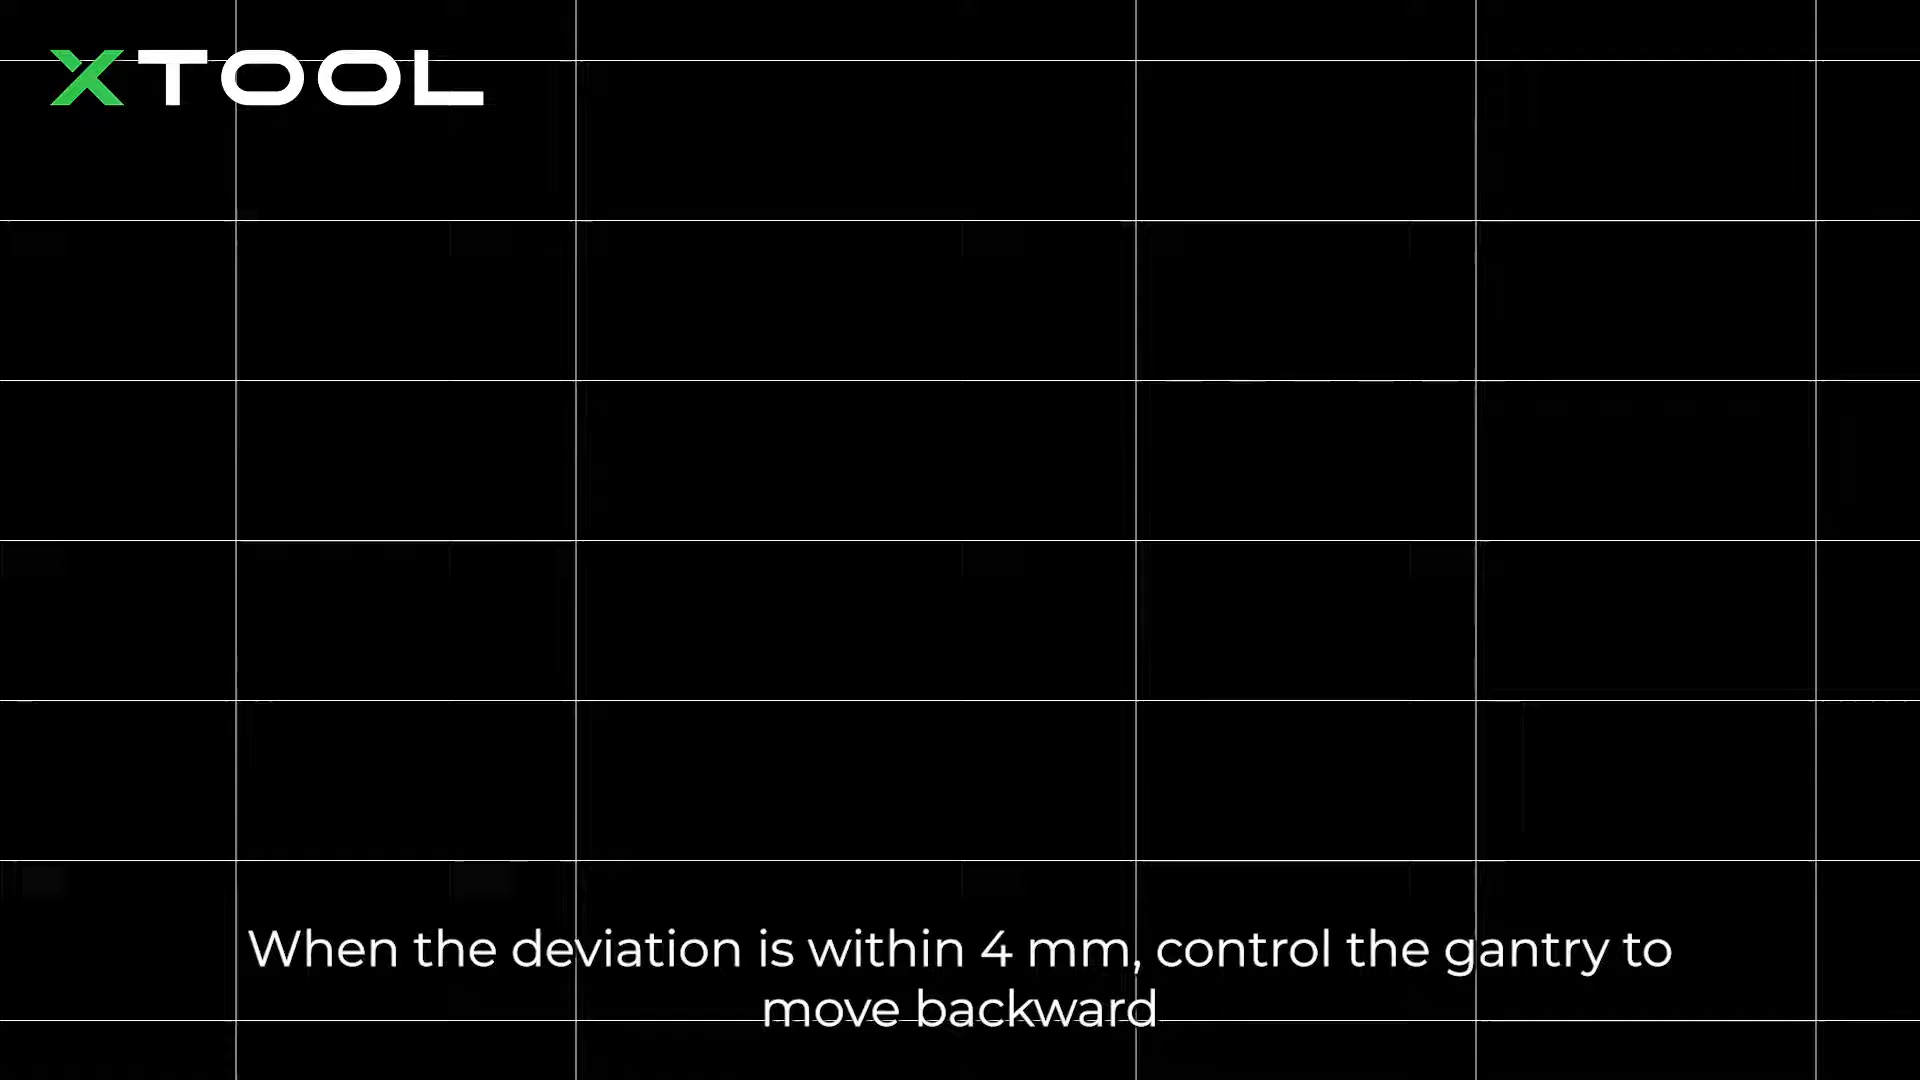 XTOOL
When the deviation is within 4 mm, control the gantry to
move backward